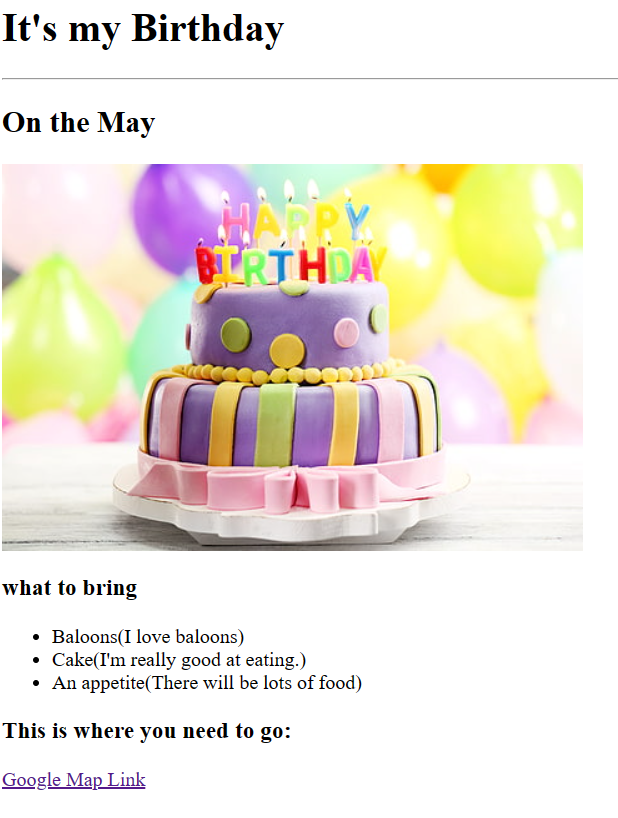 It's my Birthday
On the May
HAPPY
BIRTHDAY
what to bring
Baloons(I love baloons)
Cake(I'm really good at eating.)
An appetite(There will be lots of food)
This is where you need to go:
Google Map Link